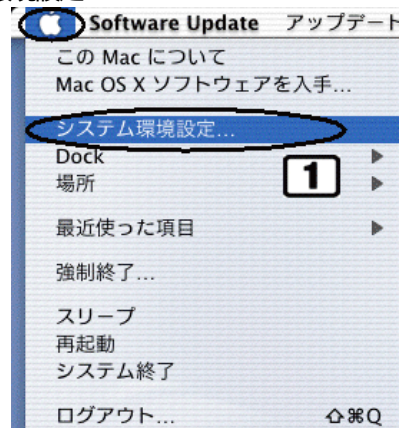 Software Update アップデート
この Mac について
Mac OS X ソフトウェアを入手...
システム環境設定...
Dock
1
場所
最近使った項目
強制終了...
スリープ
再起動
システム終了
ログアウト... ⇧⌘Q